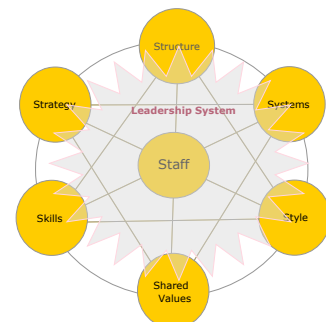 Structure
Strategy
Systems
Leadership System
Staff
Skills
Style
Shared
Values